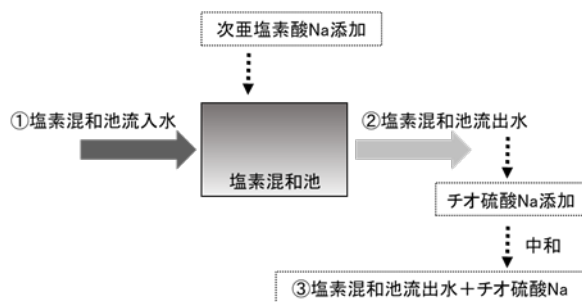 次亜塩素酸Na添加
①塩素混和池流入水
②塩素混和池流出水
塩素混和池
チオ硫酸Na添加
中和
③塩素混和池流出水＋チオ硫酸Na